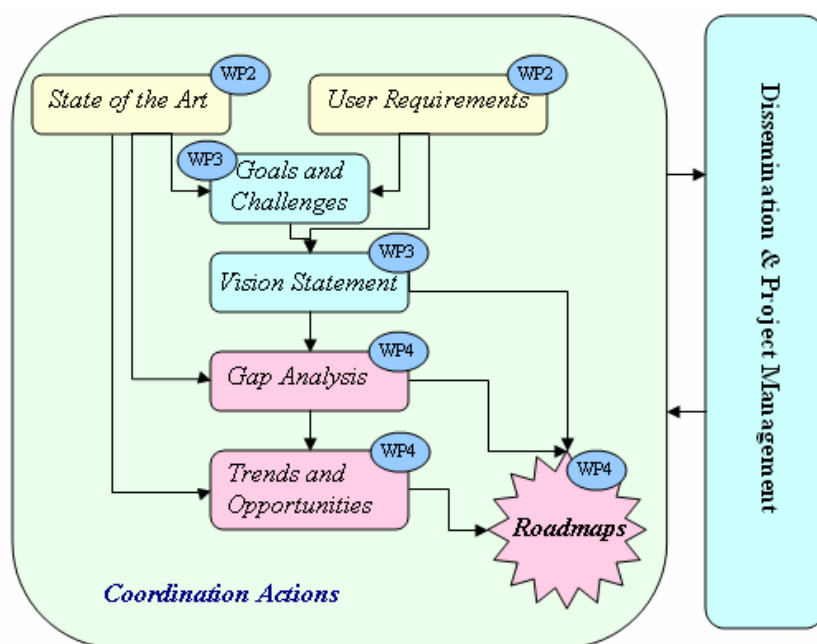 WP2
State of the Art
WP2
User Requirements
WP3
Goals and
Challenges
WP3
Vision Statement
WP4
Gap Analysis
WP4
Trends and
Opportunities
WP4
Roadmaps
Coordination Actions
Dissemination & Project Management